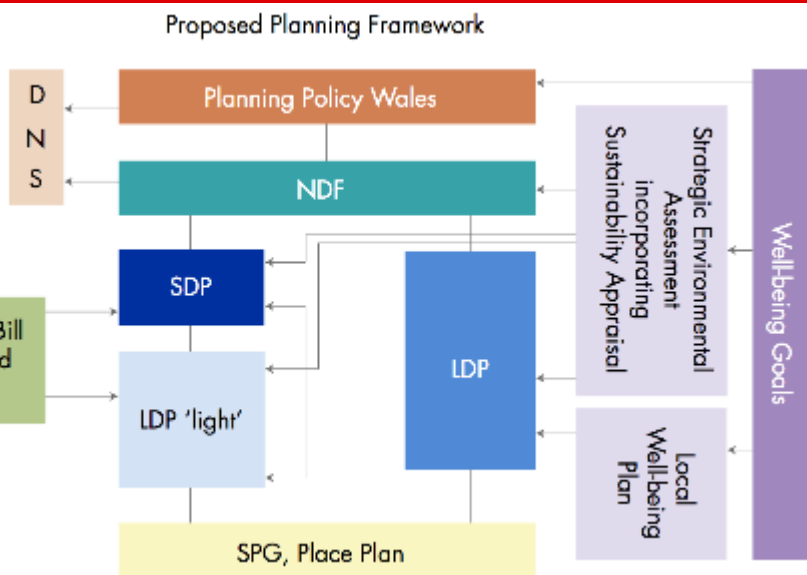 Proposed Planning Framework
D
N
S
Planning Policy Wales
NDF
SDP
LDP 'light'
LDP
SPG, Place Plan
Bill
d
Strategic Environmental
Assessment
incorporating
Sustainability Appraisal
Local
Well-being
Plan
Well-being Goals